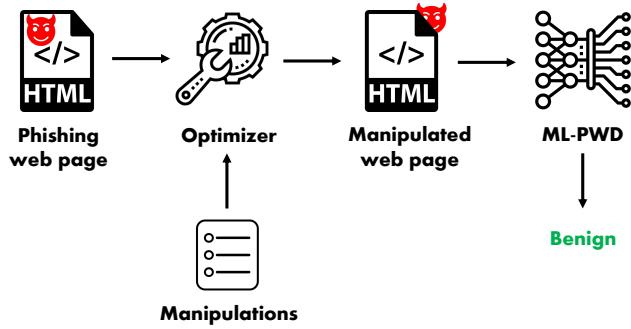 </>
HTML
Phishing
web page
Optimizer
</>
HTML
Manipulated
web page
ML-PWD
Benign
Manipulations